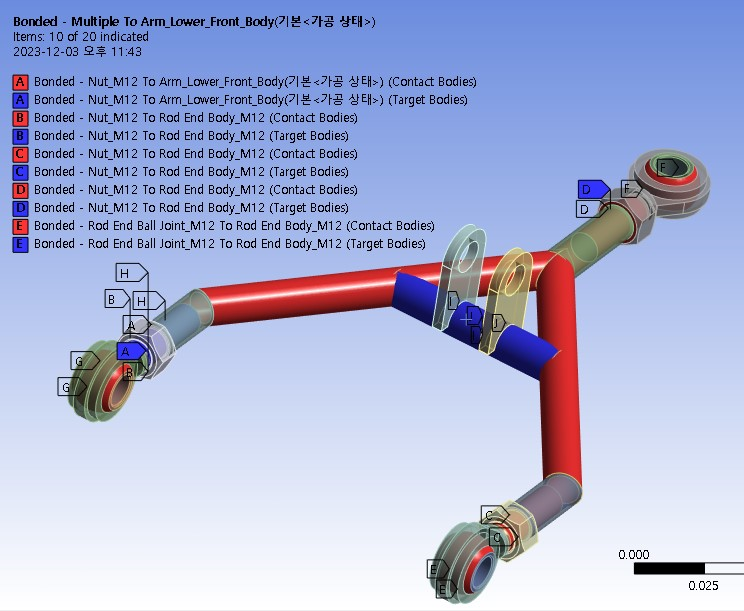 Bonded - Multiple To Arm_Lower_Front_Body(기본<가공 상태>)
Items: 10 of 20 indicated
2023-12-03 오후 11:43
A Bonded - Nut_M12 To Arm_Lower_Front_Body(기본<가공 상태>) (Contact Bodies)
A Bonded - Nut_M12 To Arm_Lower_Front_Body(기본<가공 상태>) (Target Bodies)
B Bonded - Nut_M12 To Rod End Body_M12 (Contact Bodies)
B Bonded - Nut_M12 To Rod End Body_M12 (Target Bodies)
C Bonded - Nut_M12 To Rod End Body_M12 (Contact Bodies)
C Bonded - Nut_M12 To Rod End Body_M12 (Target Bodies)
D Bonded - Nut_M12 To Rod End Body_M12 (Contact Bodies)
D Bonded - Nut_M12 To Rod End Body_M12 (Target Bodies)
E Bonded - Rod End Ball Joint_M12 To Rod End Body_M12 (Contact Bodies)
E Bonded - Rod End Ball Joint_M12 To Rod End Body_M12 (Target Bodies)
F
D F
D
H
B H
A
A
G B
G
I
J
C
E
E
0.000
0.025